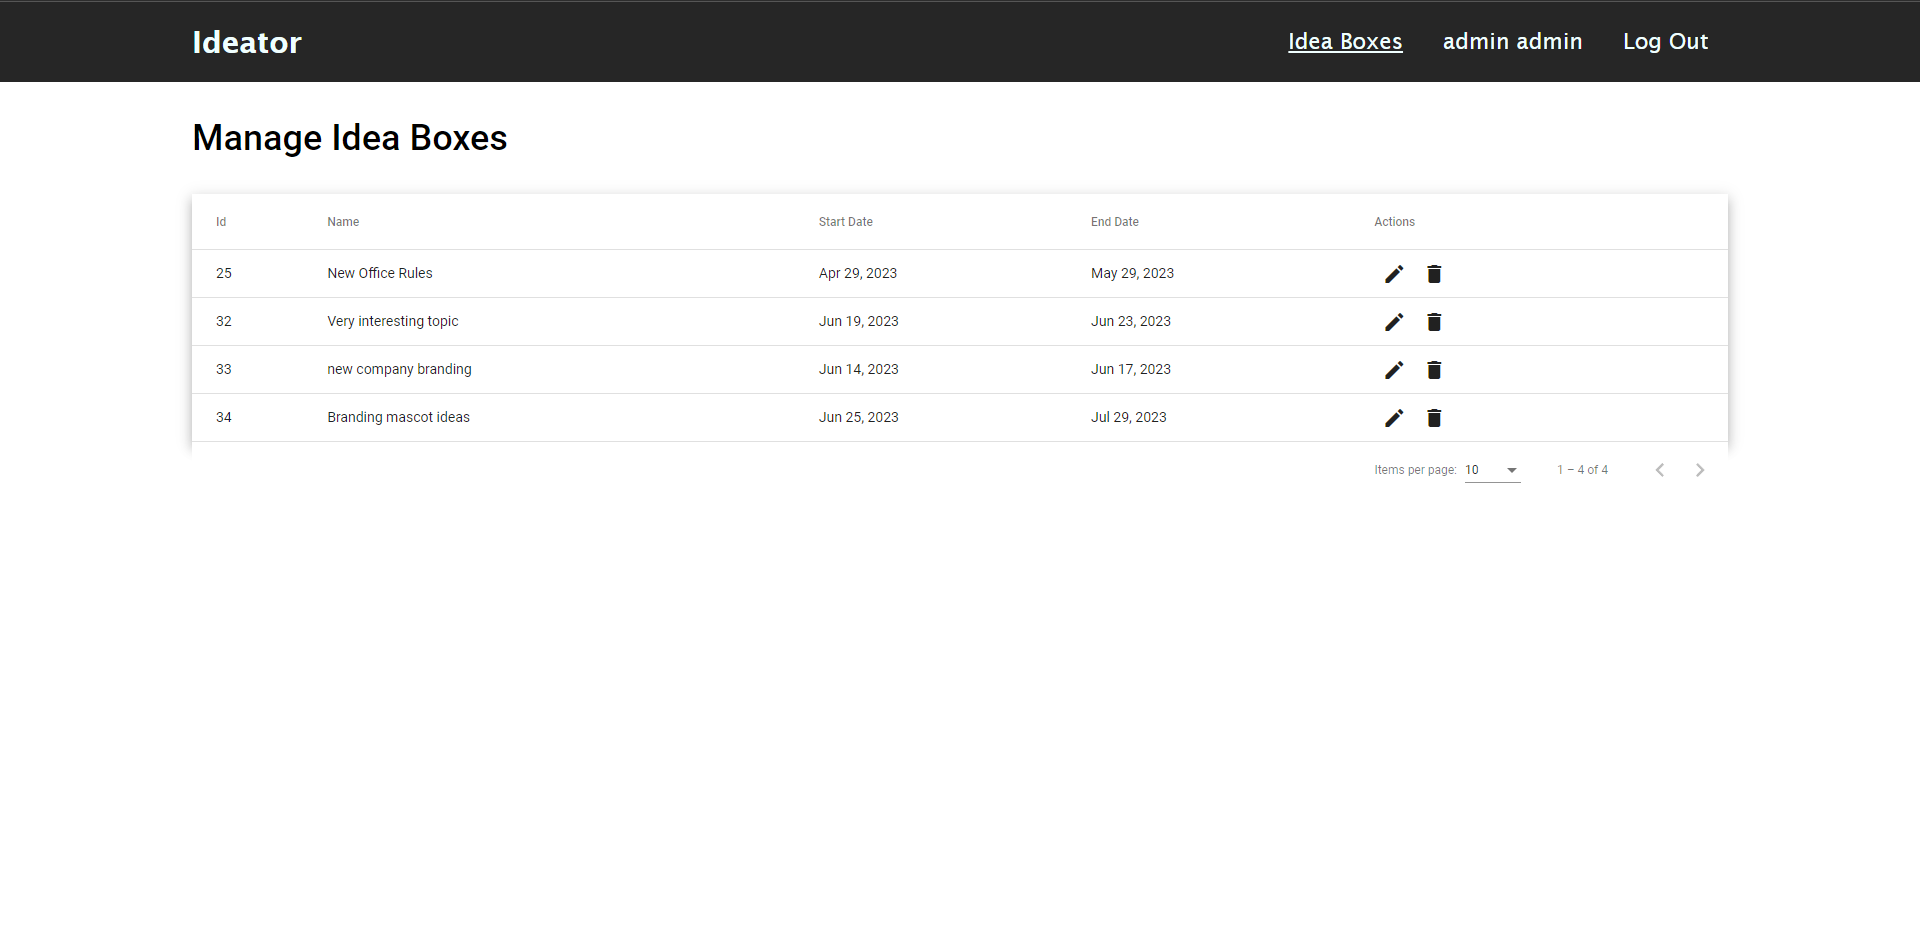 Ideator Idea Boxes admin admin Log Out
Manage Idea Boxes
Id Name Start Date End Date Actions
25 New Office Rules Apr 29, 2023 May 29, 2023
32 Very interesting topic Jun 19, 2023 Jun 23, 2023
33 new company branding Jun 14, 2023 Jun 17, 2023
34 Branding mascot ideas Jun 25, 2023 Jul 29, 2023
Items per page: 10 1 – 4 of 4